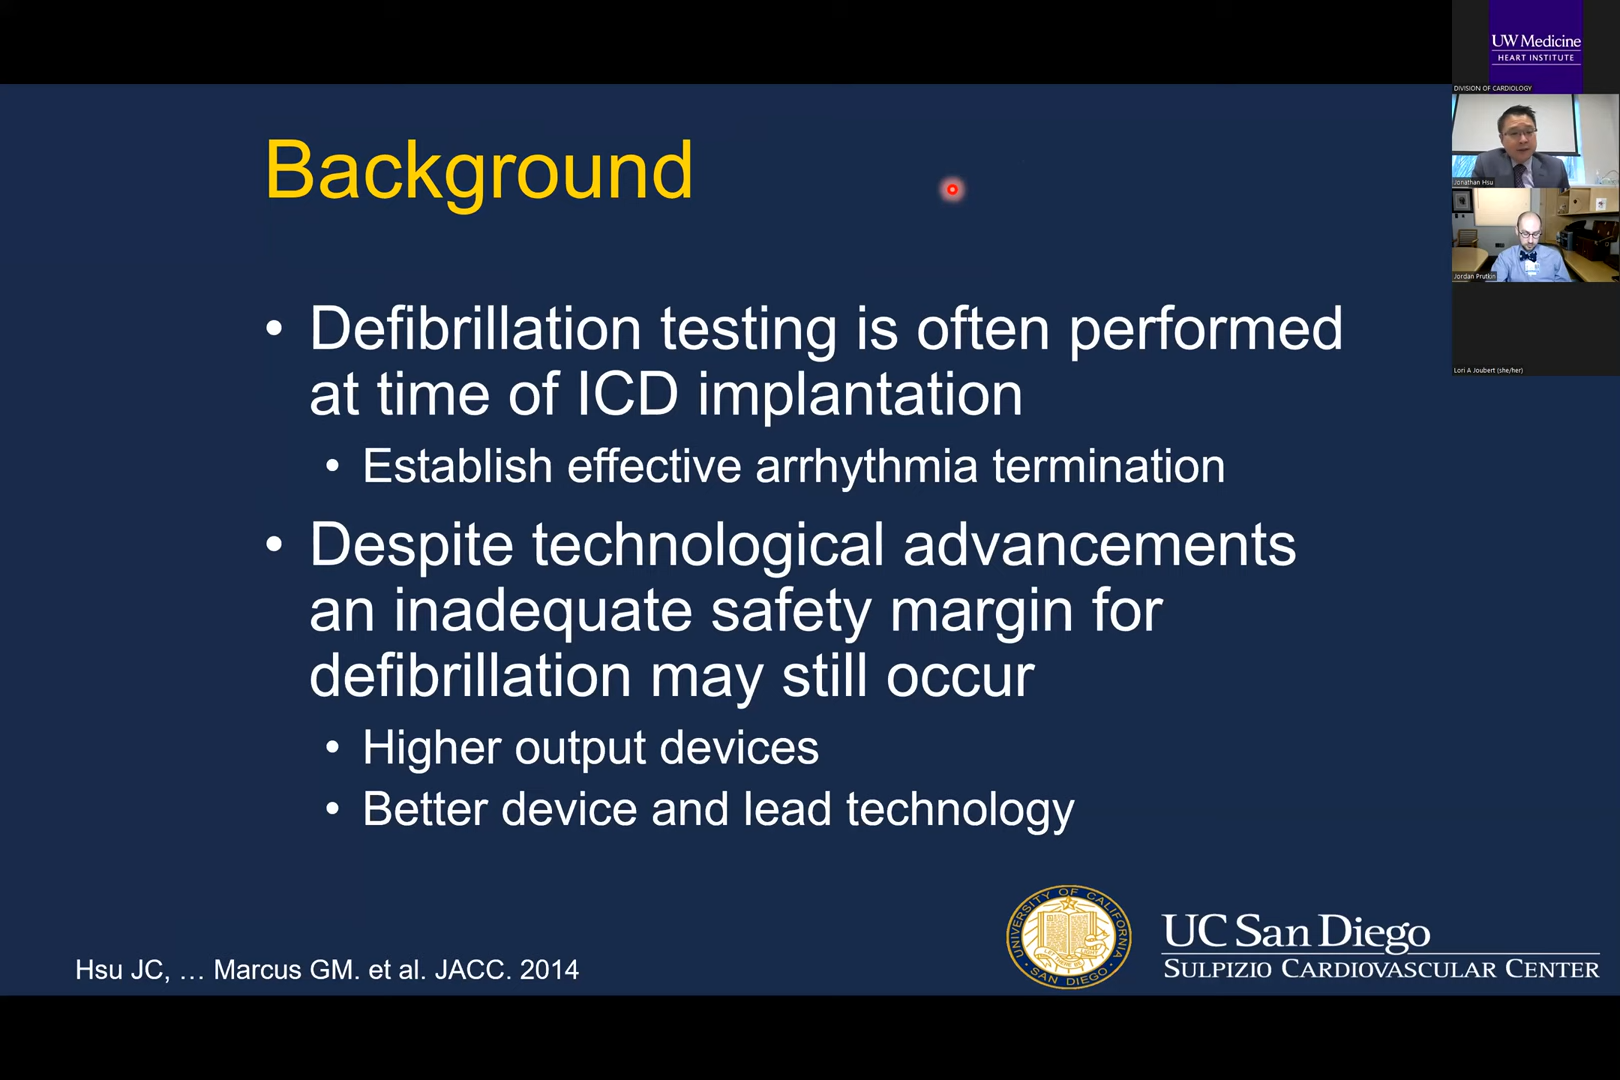 UW Medicine
HEART INSTITUTE
DIVISION OF CARDIOLOGY
Jonathan Hsu
Jordan Prutkin
Lori A Joubert (she/her)
Background
• Defibrillation testing is often performed
at time of ICD implantation
• Establish effective arrhythmia termination
• Despite technological advancements
an inadequate safety margin for
defibrillation may still occur
• Higher output devices
• Better device and lead technology
Hsu JC, … Marcus GM. et al. JACC. 2014
UNIVERSITY OF CALIFORNIA
SAN DIEGO
UC San Diego
SULPIZIO CARDIOVASCULAR CENTER